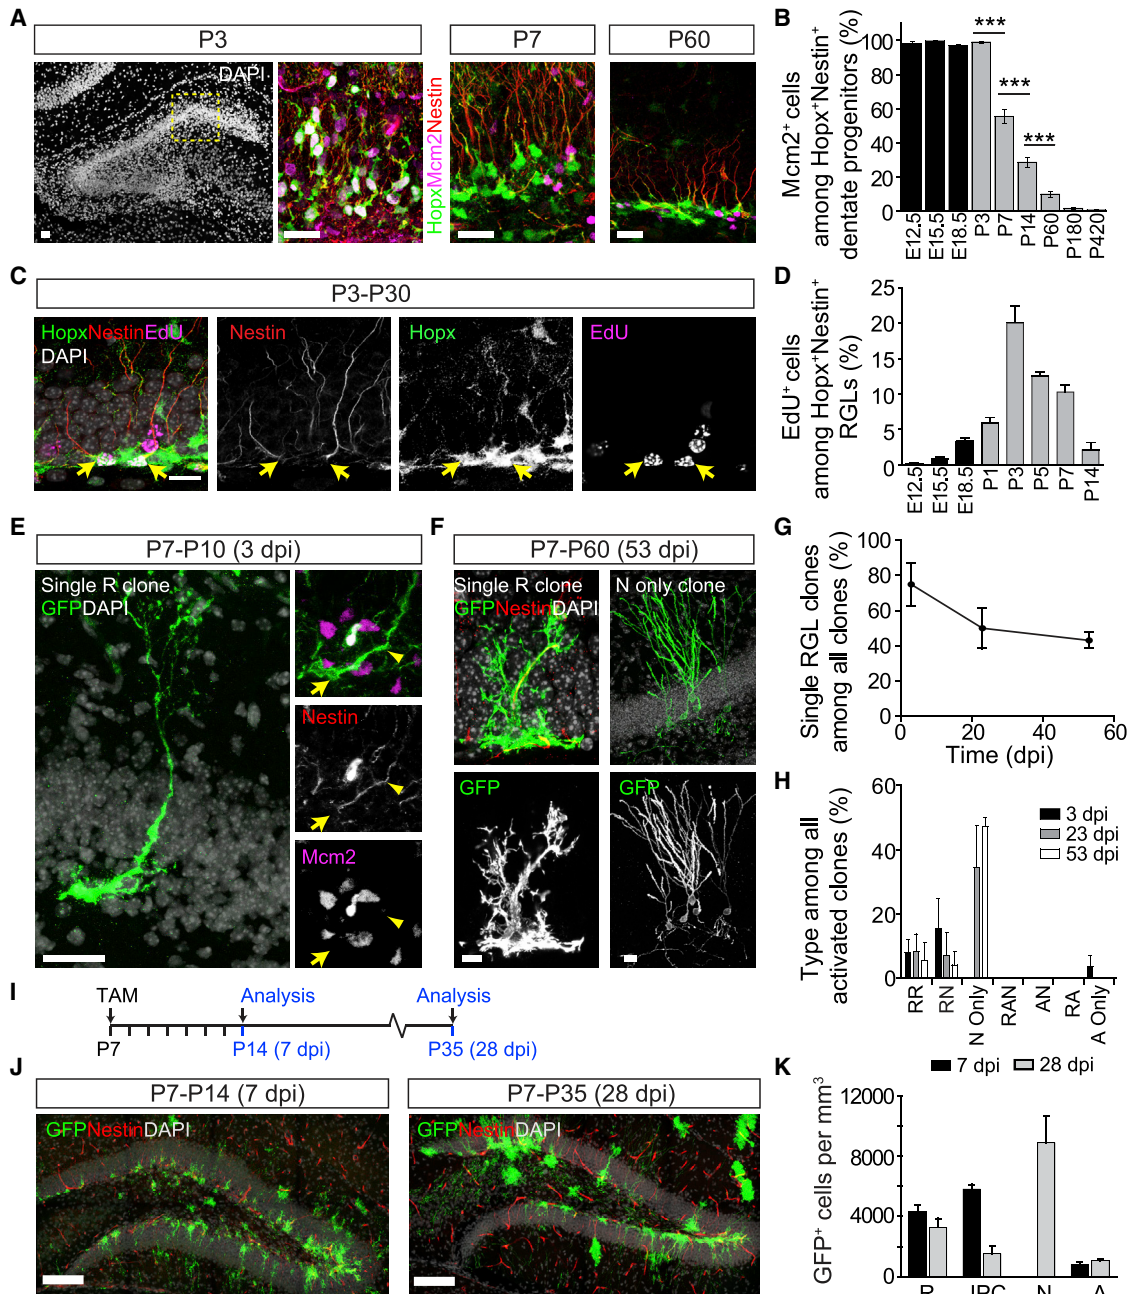 A
P3
P7
P60
DAPI
HopxMcm2Nestin
B
Mcm2+ cells
among Hopx+Nestin+
dentate progenitors (%)
100
80
60
40
20
0
***
***
***
E12.5
E15.5
E18.5
P3
P7
P14
P60
P180
P420
C
P3-P30
HopxNestinEdU
DAPI
Nestin
Hopx
EdU
D
EdU+ cells
among Hopx+Nestin+
RGLs (%)
25
20
15
10
5
0
E12.5
E15.5
E18.5
P1
P3
P5
P7
P14
E
P7-P10 (3 dpi)
Single R clone
GFPDAPI
Nestin
Mcm2
F
P7-P60 (53 dpi)
Single R clone
GFPNestinDAPI
N only clone
GFP
GFP
G
Single RGL clones
among all clones (%)
100
80
60
40
20
0
0
20
40
60
Time (dpi)
H
Type among all
activated clones (%)
60
40
20
0
3 dpi
23 dpi
53 dpi
RR
RN
N Only
RAN
AN
RA
A Only
I
TAM
Analysis
Analysis
P7
P14 (7 dpi)
P35 (28 dpi)
J
P7-P14 (7 dpi)
P7-P35 (28 dpi)
GFPNestinDAPI
GFPNestinDAPI
K
7 dpi
28 dpi
GFP+ cells per mm3
12000
8000
4000
0
R
IPC
N
A